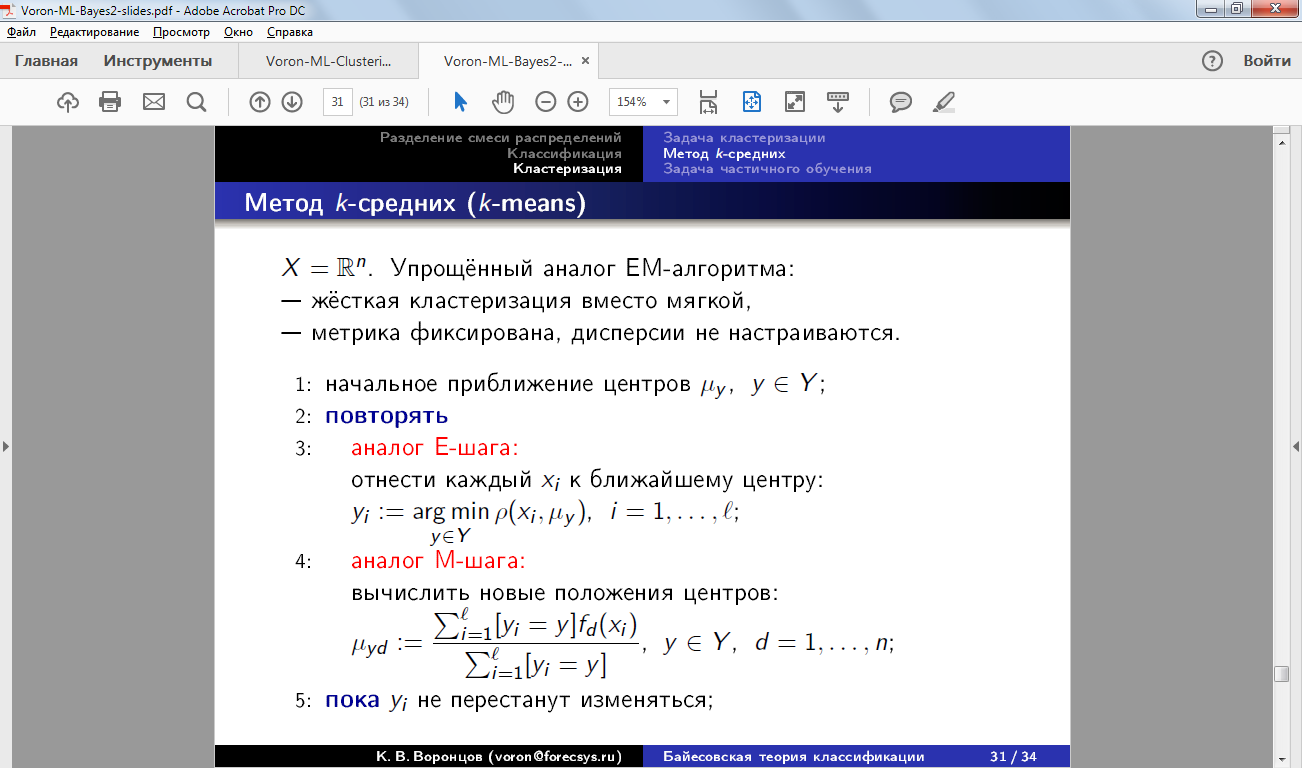 Voron-ML-Bayes2-slides.pdf - Adobe Acrobat Pro DC
Файл Редактирование Просмотр Окно Справка
Главная Инструменты Voron-ML-Clusteri... Voron-ML-Bayes2-... × Войти
31 (31 из 34) 154%
Разделение смеси распределений
Классификация
Кластеризация
Задача кластеризации
Метод k-средних
Задача частичного обучения
Метод k-средних (k-means)
X = ℝⁿ. Упрощённый аналог EM-алгоритма:
— жёсткая кластеризация вместо мягкой,
— метрика фиксирована, дисперсии не настраиваются.
1: начальное приближение центров μ_y, y ∈ Y;
2: повторять
3: аналог E-шага:
отнести каждый x_i к ближайшему центру:
y_i := arg min_{y∈Y} ρ(x_i, μ_y), i = 1, . . . , ℓ;
4: аналог M-шага:
вычислить новые положения центров:
μ_{yd} := \frac{∑_{i=1}^{ℓ}[y_i = y]f_d(x_i)}{∑_{i=1}^{ℓ}[y_i = y]}, y ∈ Y, d = 1, . . . , n;
5: пока y_i не перестанут изменяться;
К. В. Воронцов (voron@forecsys.ru) Байесовская теория классификации 31 / 34